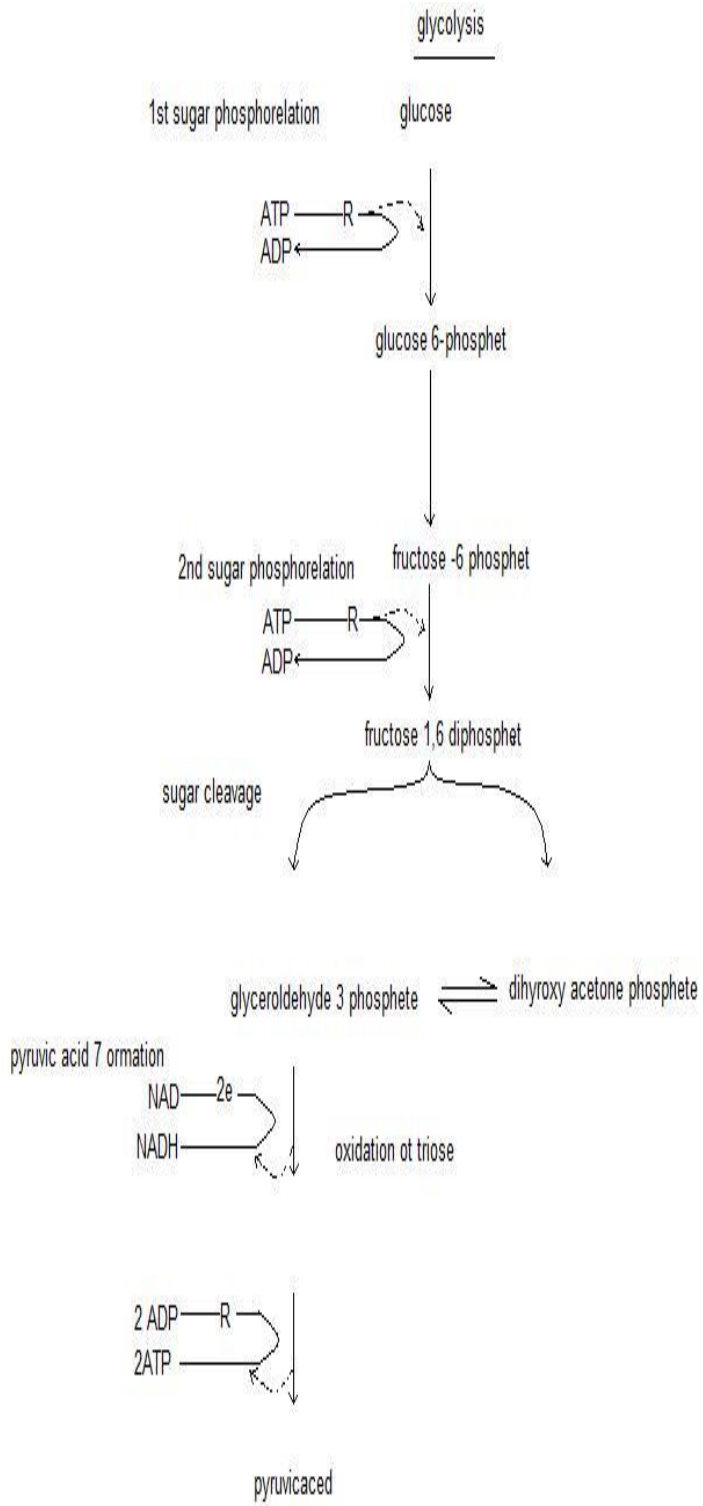 glycolysis
1st sugar phosphorelation
glucose
ATP R
ADP
glucose 6-phosphet
2nd sugar phosphorelation
fructose -6 phosphet
ATP R
ADP
fructose 1,6 diphosphet
sugar cleavage
glyceroldehyde 3 phosphete
dihyroxy acetone phosphete
pyruvic acid 7 ormation
NAD 2e
NADH
oxidation ot triose
2 ADP R
2ATP
pyruvicaced